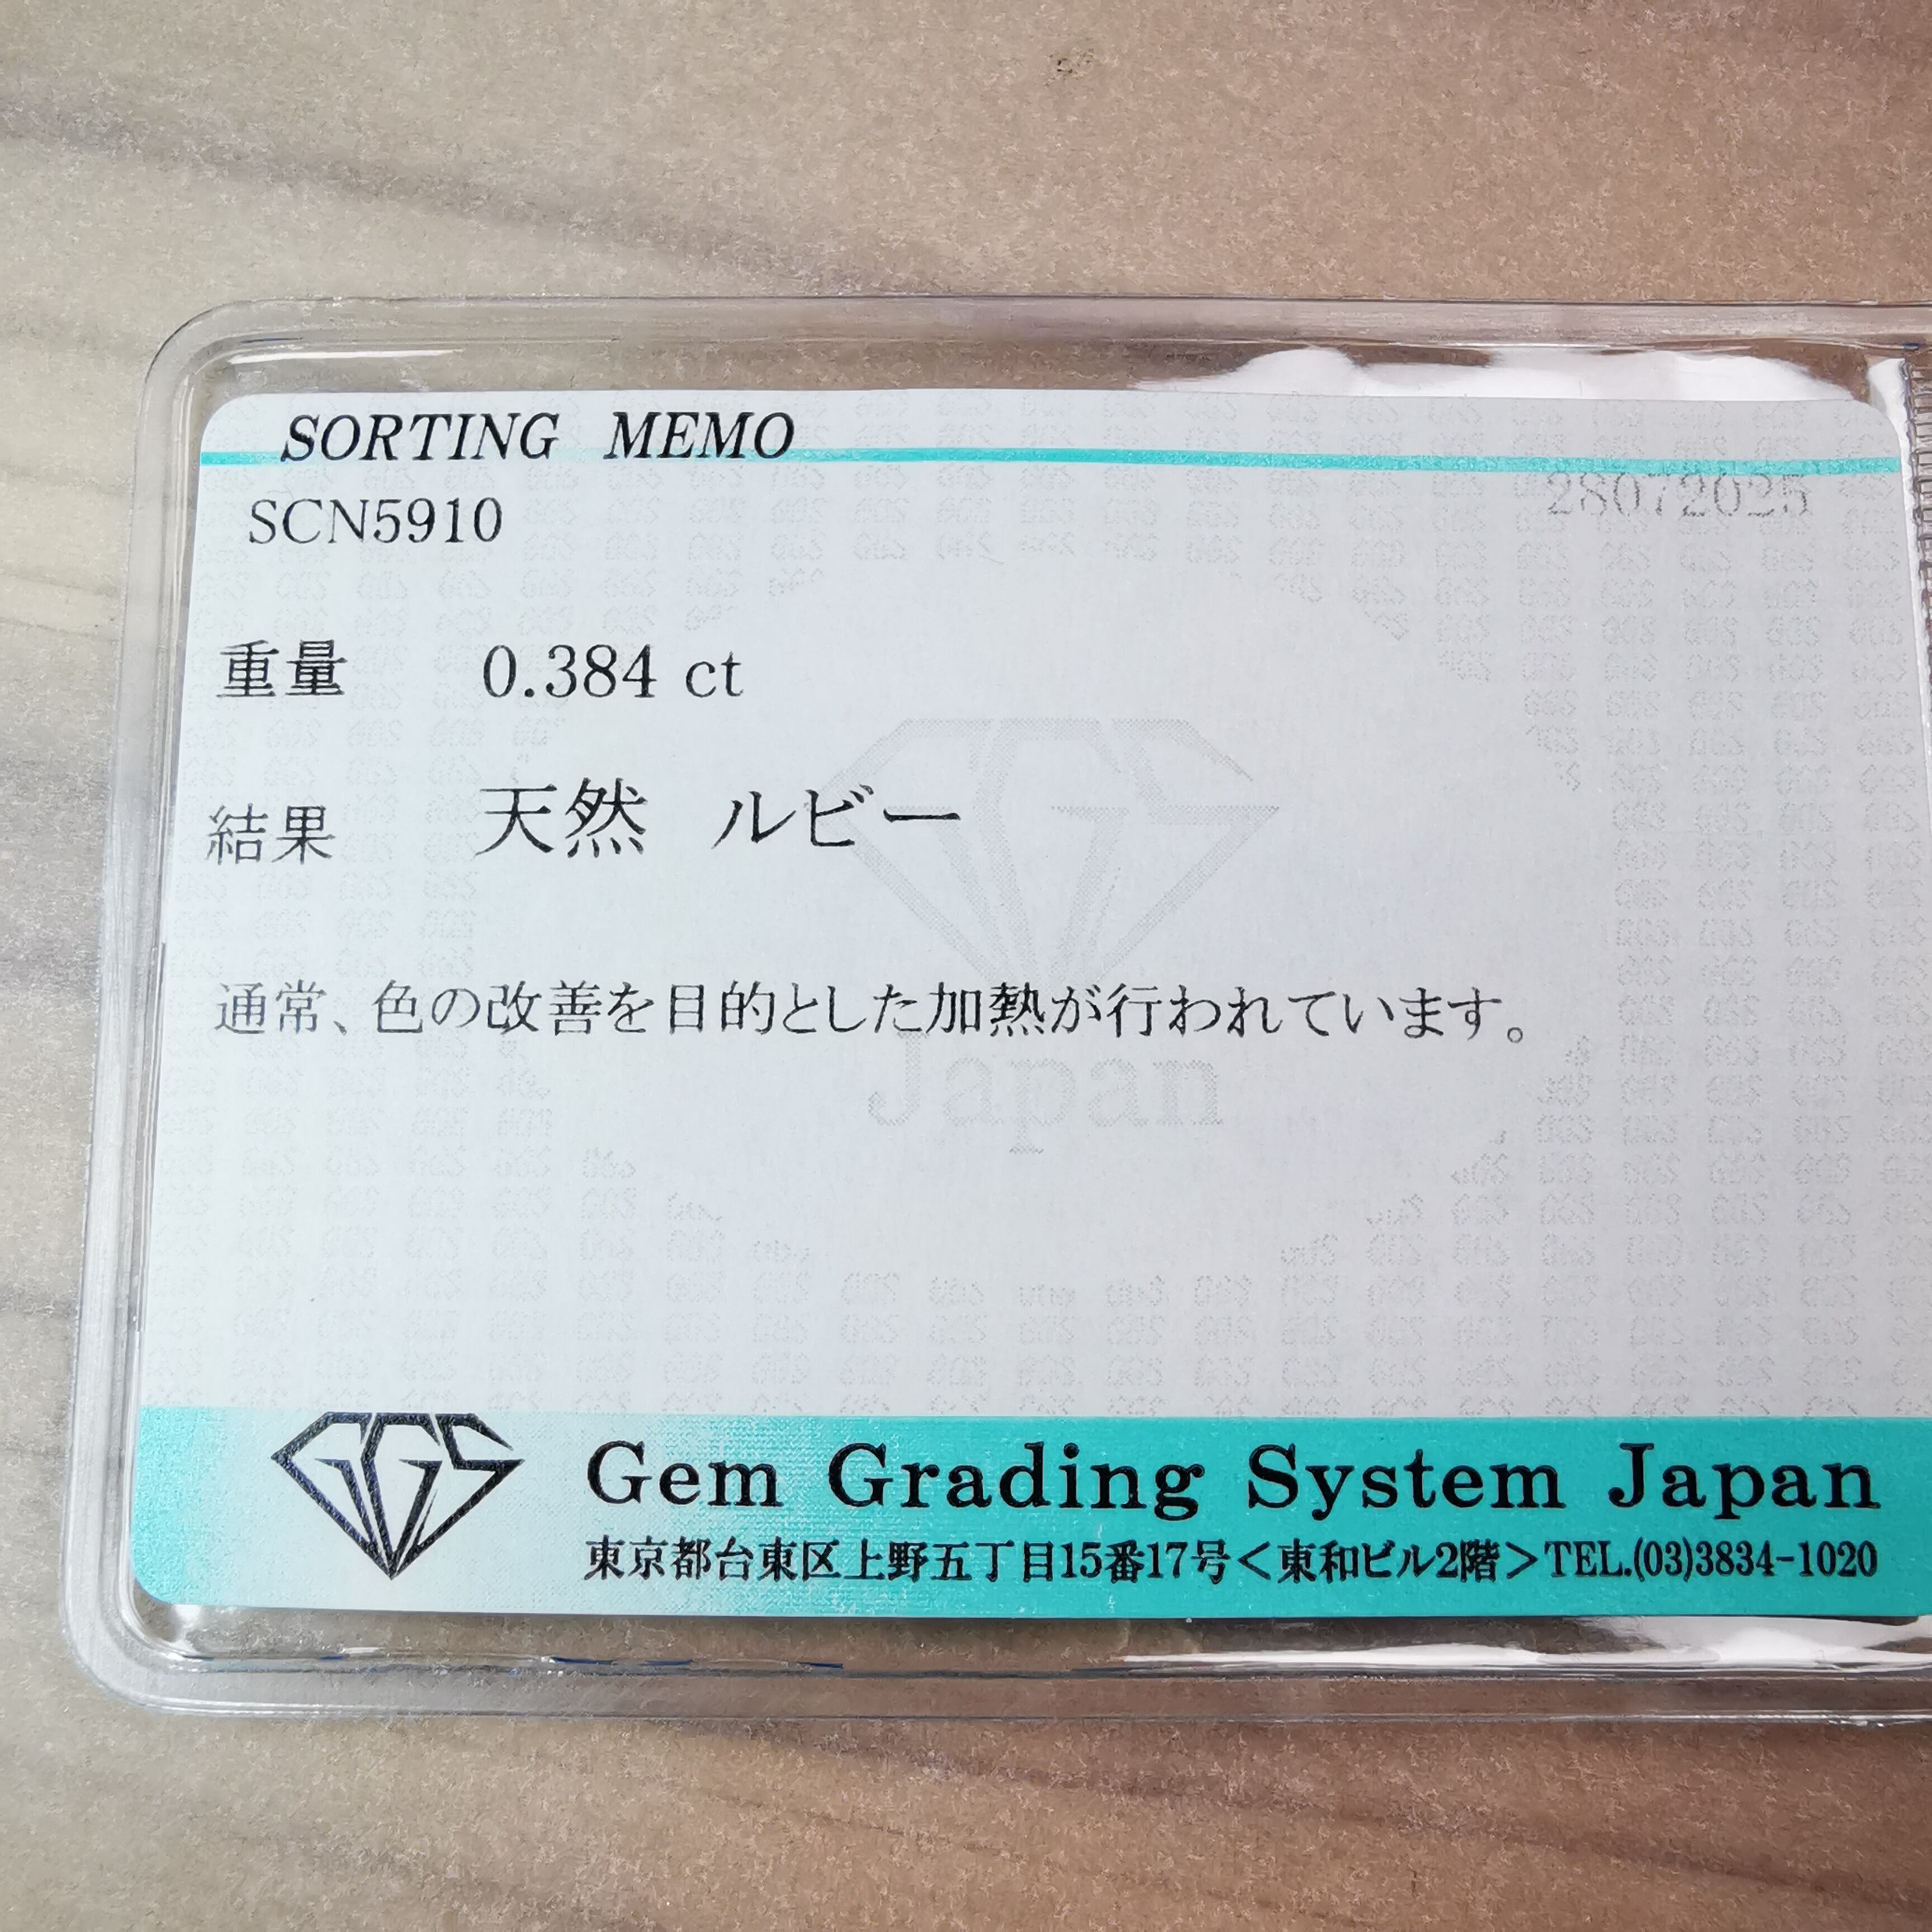 SORTING MEMO
SCN5910
28072025
重量 0.384 ct
結果 天然 ルビー
通常、色の改善を目的とした加熱が行われています。
Japan
GGS
Gem Grading System Japan
東京都台東区上野五丁目15番17号＜東和ビル2階＞TEL.(03)3834-1020